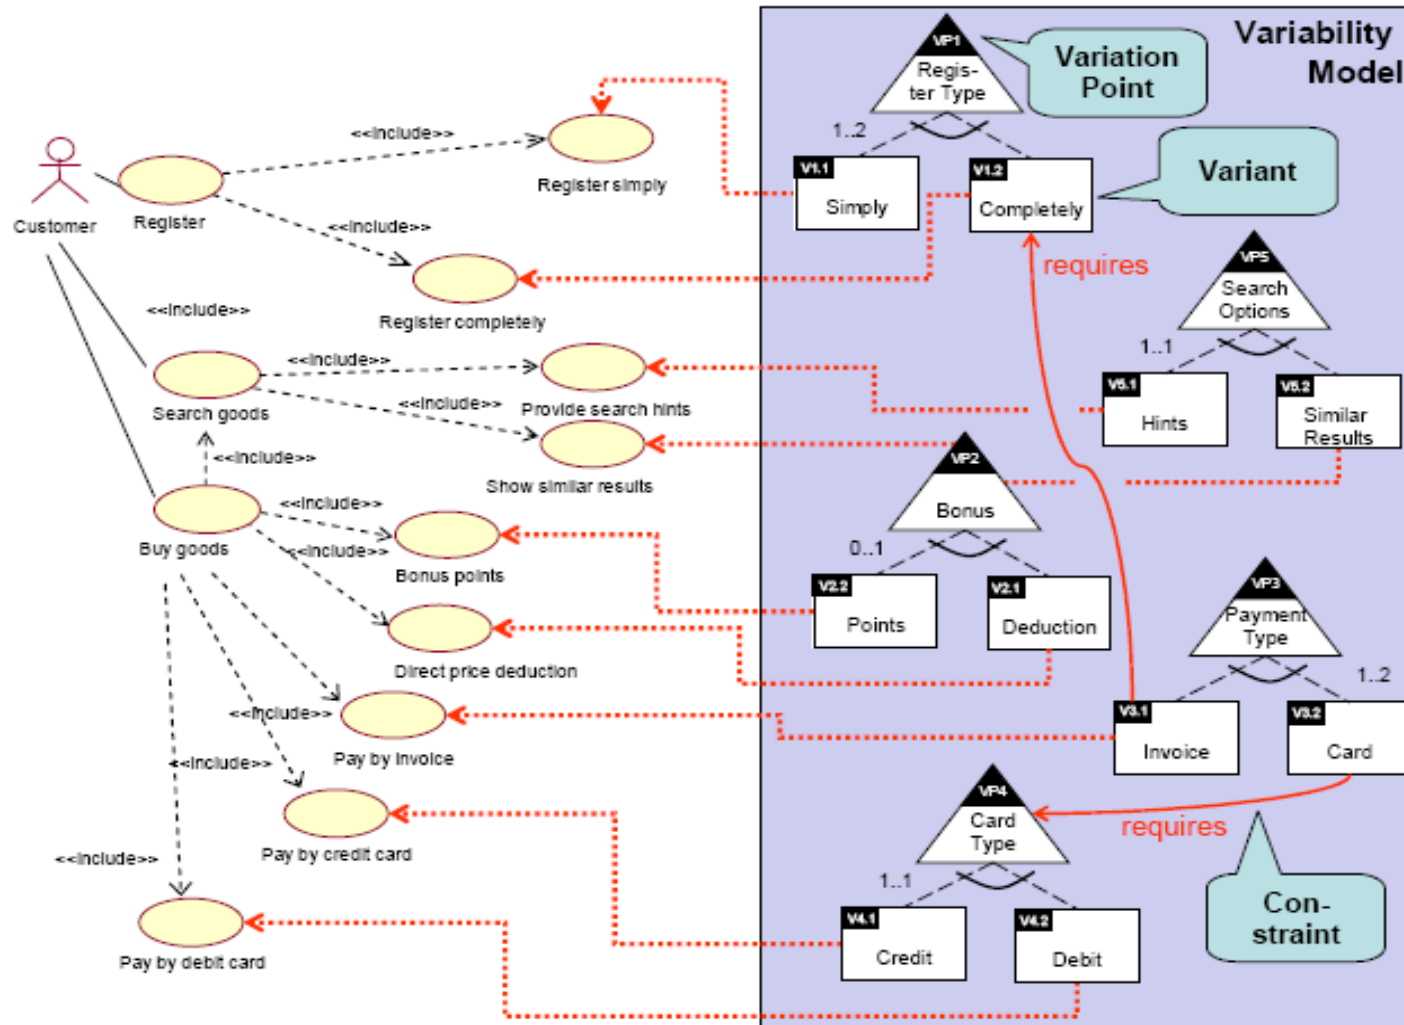 Customer
Register
<<Include>>
Register simply
<<Include>>
Register completely
<<Include>>
Search goods
<<Include>>
Provide search hints
<<Include>>
Show similar results
<<Include>>
Buy goods
<<Include>>
Bonus points
<<Include>>
Direct price deduction
<<Include>>
Pay by Invoice
<<Include>>
Pay by credit card
<<Include>>
Pay by debit card
Variability
Model
VP1
Regis-
ter Type
Variation
Point
1..2
V1.1
Simply
V1.2
Completely
Variant
requires
VP5
Search
Options
1..1
V5.1
Hints
V5.2
Similar
Results
VP2
Bonus
0..1
V2.2
Points
V2.1
Deduction
VP3
Payment
Type
1..2
V3.1
Invoice
V3.2
Card
requires
VP4
Card
Type
1..1
V4.1
Credit
V4.2
Debit
Con-
straint